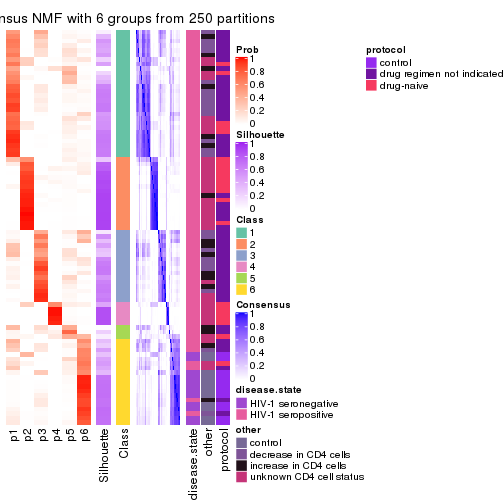 nsus NMF with 6 groups from 250 partitions
Prob
1
0.8
0.6
0.4
0.2
0
Silhouette
1
0.8
0.6
0.4
0.2
0
Class
1
2
3
4
5
6
Consensus
1
0.8
0.6
0.4
0.2
0
disease.state
HIV-1 seronegative
HIV-1 seropositive
other
control
decrease in CD4 cells
increase in CD4 cells
unknown CD4 cell status
protocol
control
drug regimen not indicated
drug-naive
p1
p2
p3
p4
p5
p6
Silhouette
Class
disease.state
other
protocol